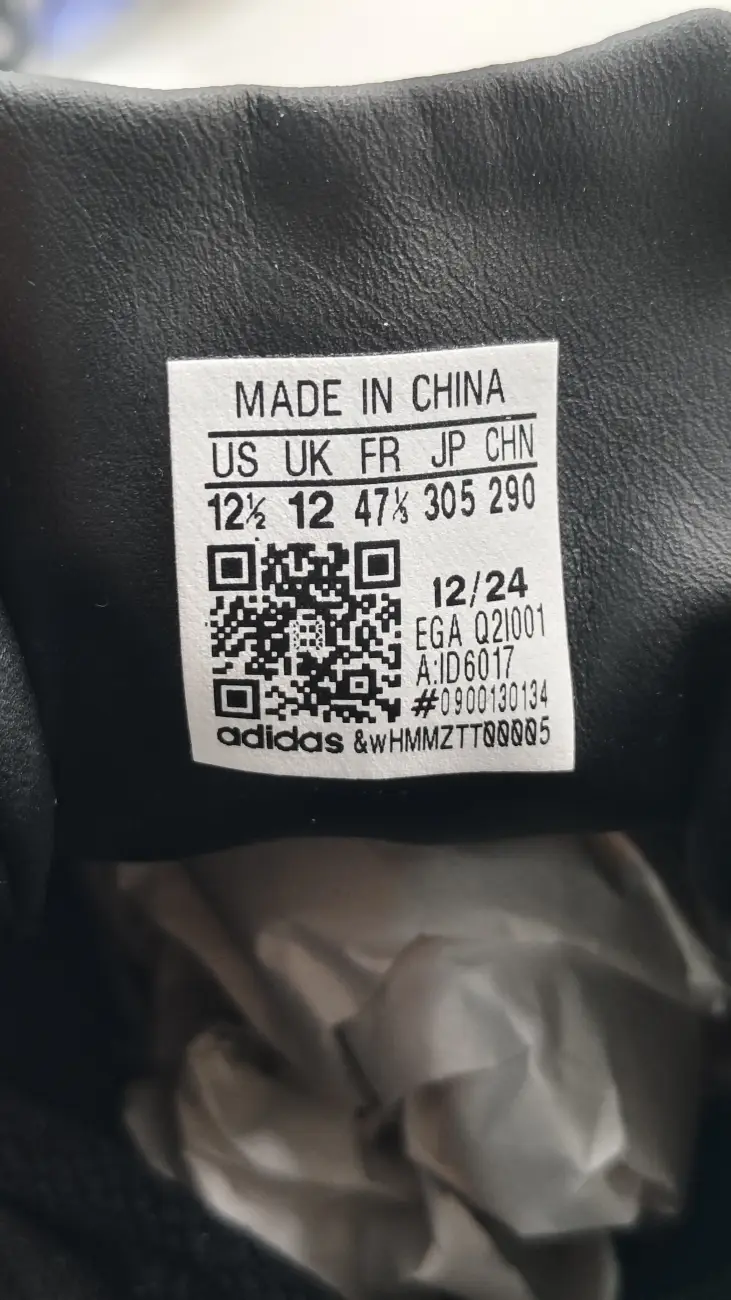 MADE IN CHINA
US UK FR JP CHN
12½ 12 47⅓ 305 290
12/24
EGA Q2I001
A:ID6017
#0900130134
adidas &wHMMZTT00005